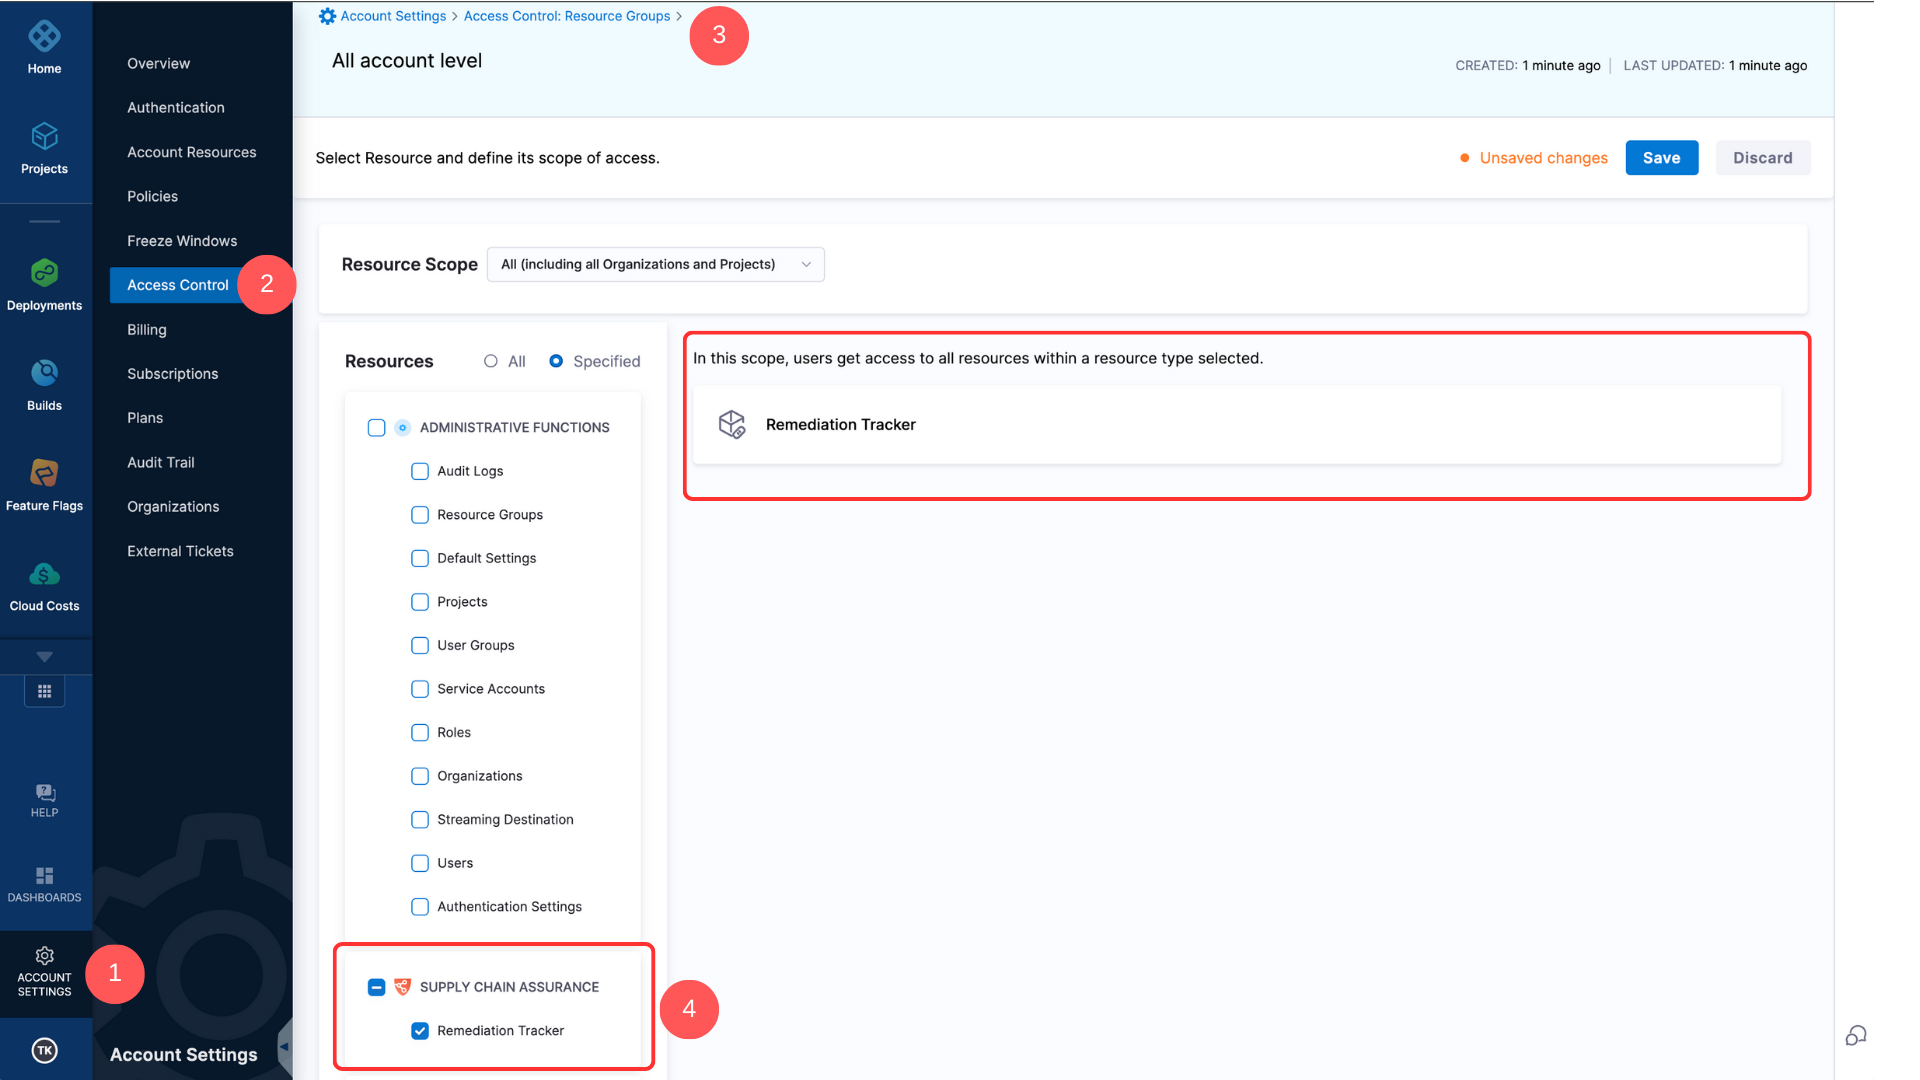 Home
Projects
Deployments
Builds
Feature Flags
Cloud Costs
HELP
DASHBOARDS
ACCOUNT
SETTINGS
1
TK
Overview
Authentication
Account Resources
Policies
Freeze Windows
Access Control
2
Billing
Subscriptions
Plans
Audit Trail
Organizations
External Tickets
Account Settings
Account Settings > Access Control: Resource Groups >
3
All account level
CREATED: 1 minute ago | LAST UPDATED: 1 minute ago
Select Resource and define its scope of access.
Unsaved changes
Save
Discard
Resource Scope
All (including all Organizations and Projects)
Resources
All
Specified
ADMINISTRATIVE FUNCTIONS
Audit Logs
Resource Groups
Default Settings
Projects
User Groups
Service Accounts
Roles
Organizations
Streaming Destination
Users
Authentication Settings
SUPPLY CHAIN ASSURANCE
Remediation Tracker
4
In this scope, users get access to all resources within a resource type selected.
Remediation Tracker